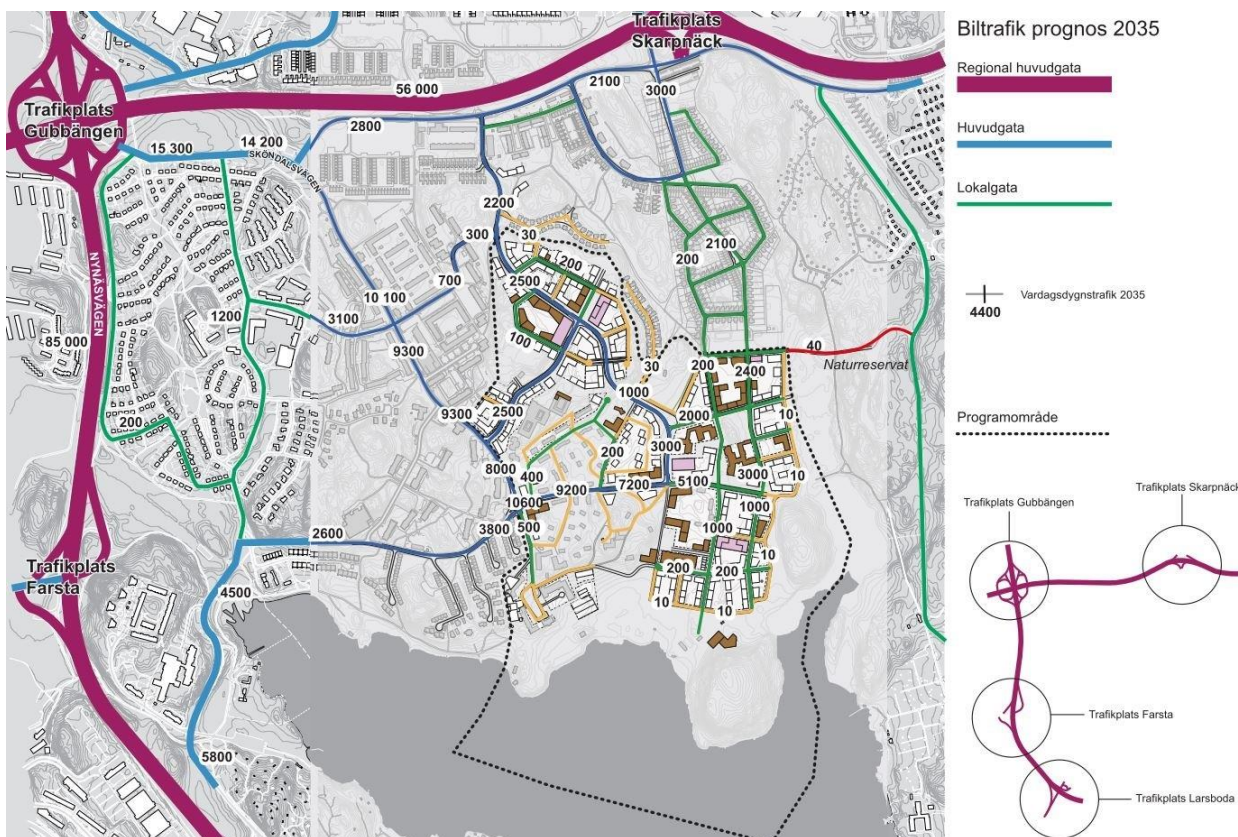 Trafikplats
Skarpnäck
56 000
2100
3000
Trafikplats
Gubbängen
15 300
14 200
SKÖNDALSVÄGEN
2800
2200
300
30
200
2100
200
700
2500
NYNÄSVÄGEN
10 100
3100
1200
85 000
9300
100
40
Naturreservat
30
200
2400
1000
9300
2500
2000
10
200
200
3000
8000
400
9200
7200
5100
3000
10
10600
500
1000
1000
2600
3800
10
Trafikplats
Farsta
4500
200
200
10
10
5800
Biltrafik prognos 2035
Regional huvudgata
Huvudgata
Lokalgata
Vardagsdygnstrafik 2035
4400
Programområde
Trafikplats Gubbängen
Trafikplats Skarpnäck
Trafikplats Farsta
Trafikplats Larsboda